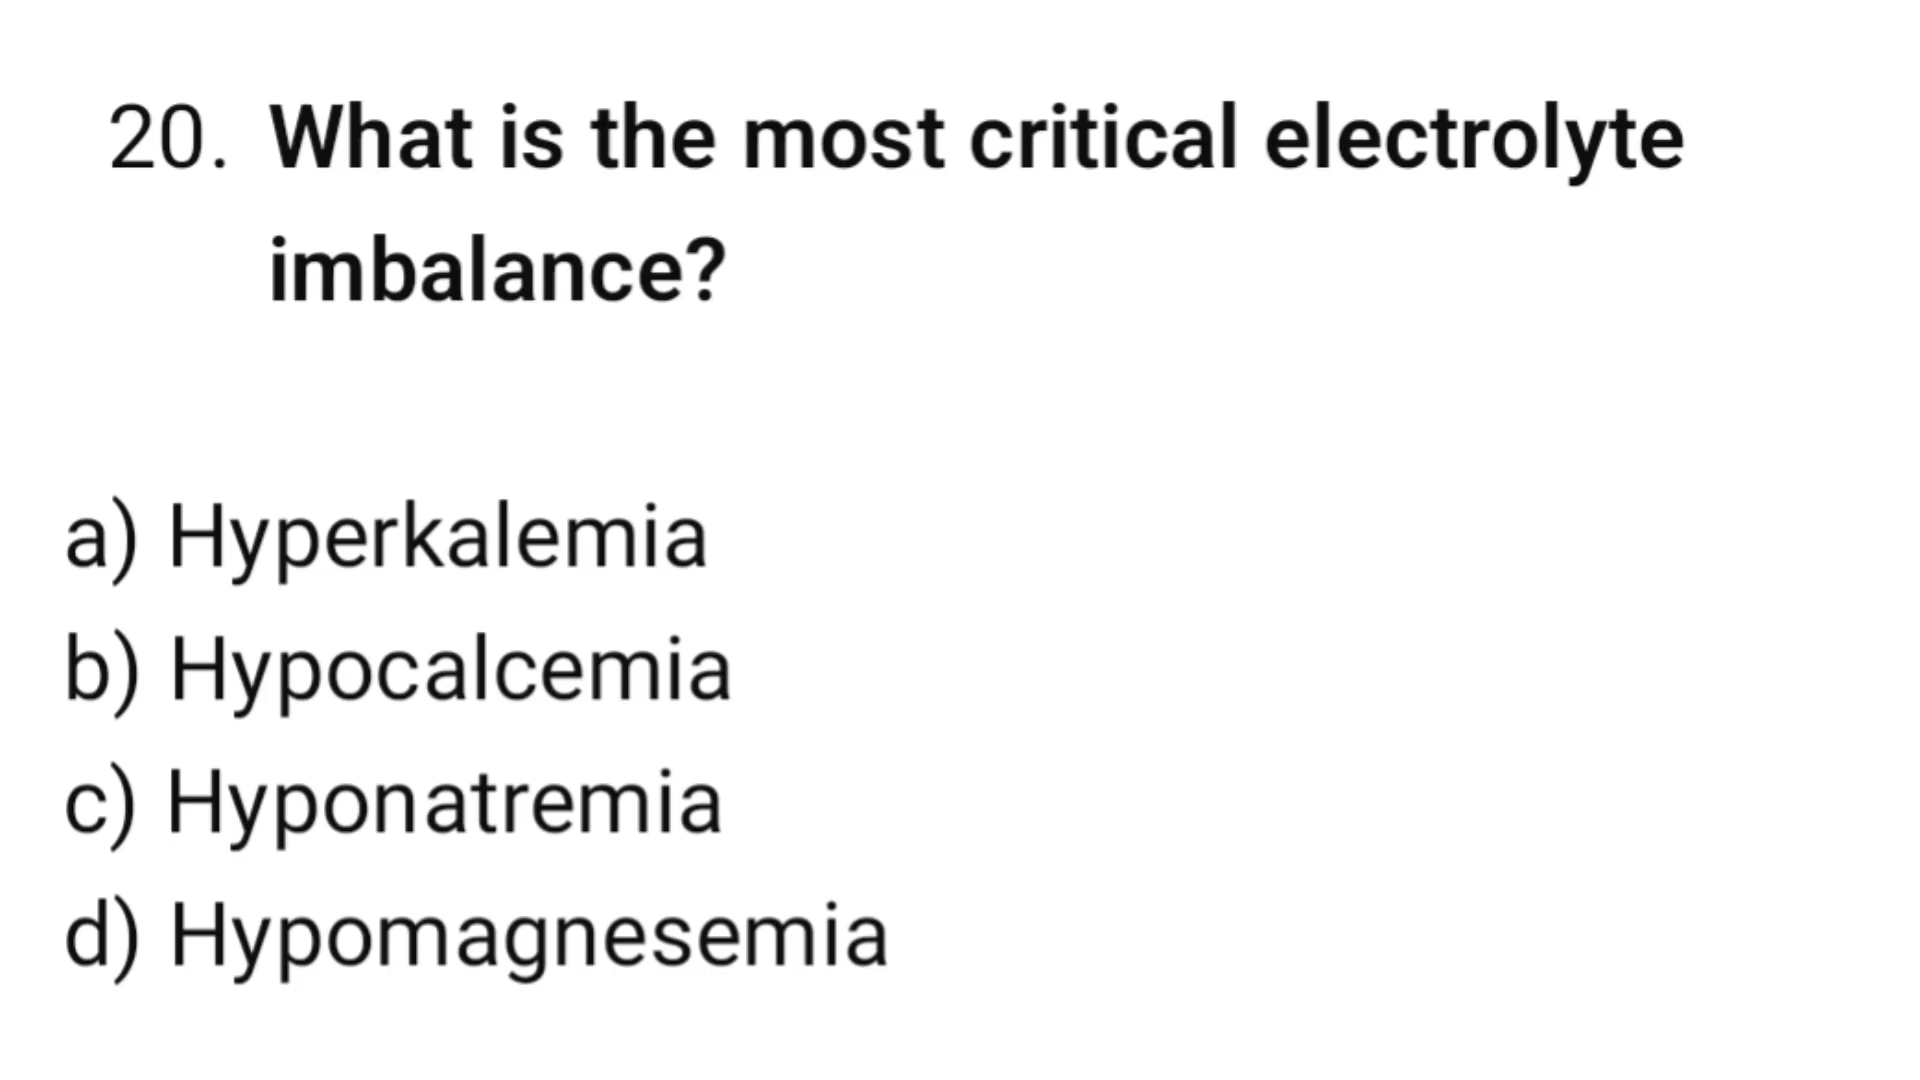 20. What is the most critical electrolyte
imbalance?
a) Hyperkalemia
b) Hypocalcemia
c) Hyponatremia
d) Hypomagnesemia